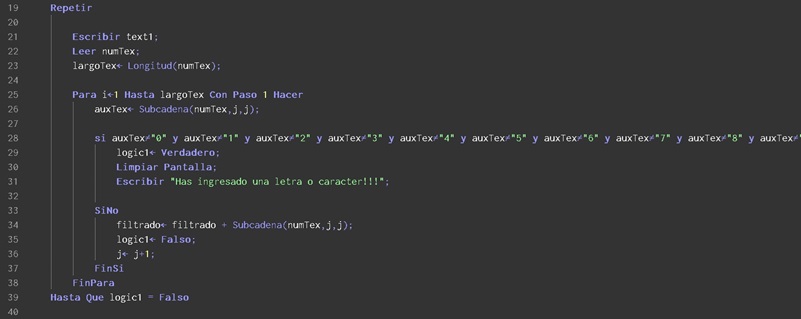 19 Repetir
20
21 Escribir text1;
22 Leer numTex;
23 largoTex← Longitud(numTex);
24
25 Para i←1 Hasta largoTex Con Paso 1 Hacer
26 auxTex← Subcadena(numTex,j,j);
27
28 si auxTex≠"0" y auxTex≠"1" y auxTex≠"2" y auxTex≠"3" y auxTex≠"4" y auxTex≠"5" y auxTex≠"6" y auxTex≠"7" y auxTex≠"8" y auxTex≠"
29 logic1← Verdadero;
30 Limpiar Pantalla;
31 Escribir "Has ingresado una letra o caracter!!!";
32
33 SiNo
34 filtrado← filtrado + Subcadena(numTex,j,j);
35 logic1← Falso;
36 j← j+1;
37 FinSi
38 FinPara
39 Hasta Que logic1 = Falso
40